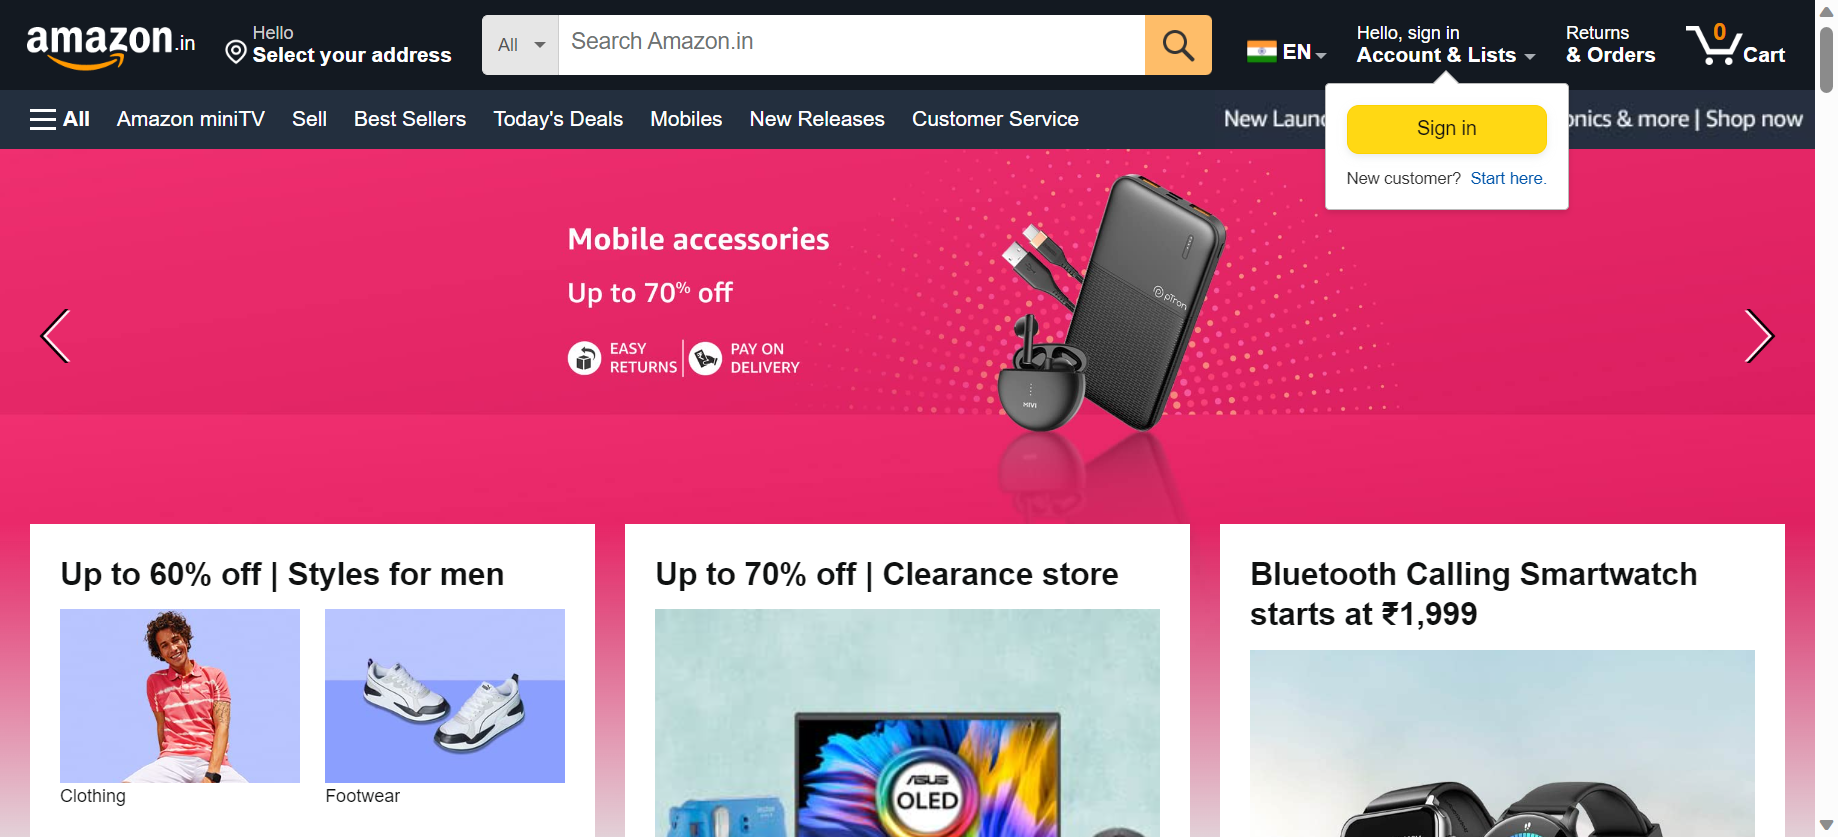 amazon.in
Hello
Select your address
All
Search Amazon.in
EN
Hello, sign in
Account & Lists
Returns
& Orders
0
Cart
All
Amazon miniTV
Sell
Best Sellers
Today's Deals
Mobiles
New Releases
Customer Service
New
& more | Shop now
Sign in
New customer? Start here.
Mobile accessories
Up to 70% off
EASY
RETURNS
PAY ON
DELIVERY
pTron
MIVI
Up to 60% off | Styles for men
Clothing
Footwear
Up to 70% off | Clearance store
ASUS
OLED
Bluetooth Calling Smartwatch
starts at ₹1,999